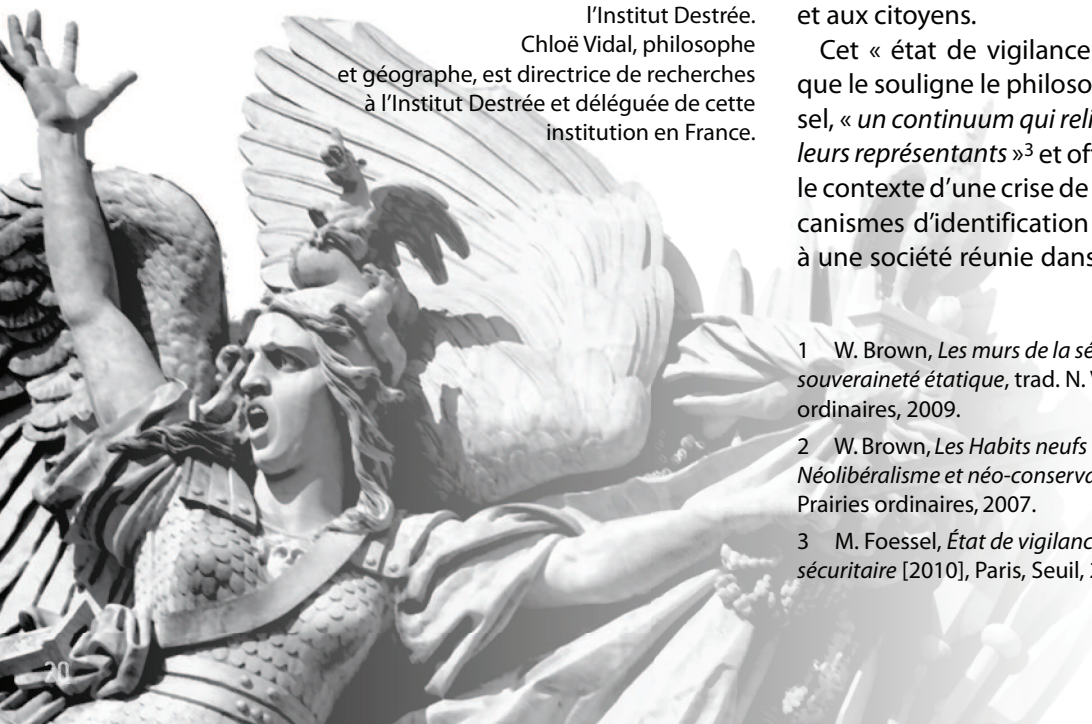 l'Institut Destrée.
Chloë Vidal, philosophe
et géographe, est directrice de recherches
à l'Institut Destrée et déléguée de cette
institution en France.
et aux citoyens.
Cet « état de vigilance
que le souligne le philoso
sel, « un continuum qui reli
leurs représentants »3 et of
le contexte d'une crise de
canismes d'identification
à une société réunie dans
1 W. Brown, Les murs de la sé
souveraineté étatique, trad. N.
ordinaires, 2009.
2 W. Brown, Les Habits neufs
Néolibéralisme et néo-conserva
Prairies ordinaires, 2007.
3 M. Foessel, État de vigilanc
sécuritaire [2010], Paris, Seuil,
20